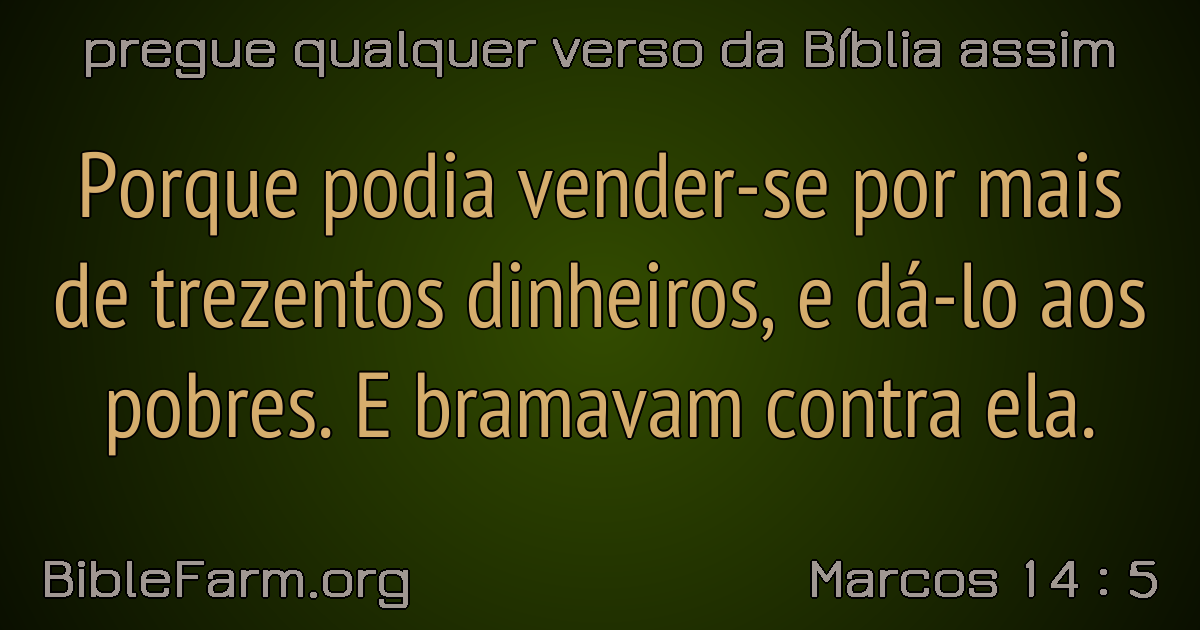 pregue qualquer verso da Bíblia assim
Porque podia vender-se por mais
de trezentos dinheiros, e dá-lo aos
pobres. E bramavam contra ela.
BibleFarm.org
Marcos 14 : 5